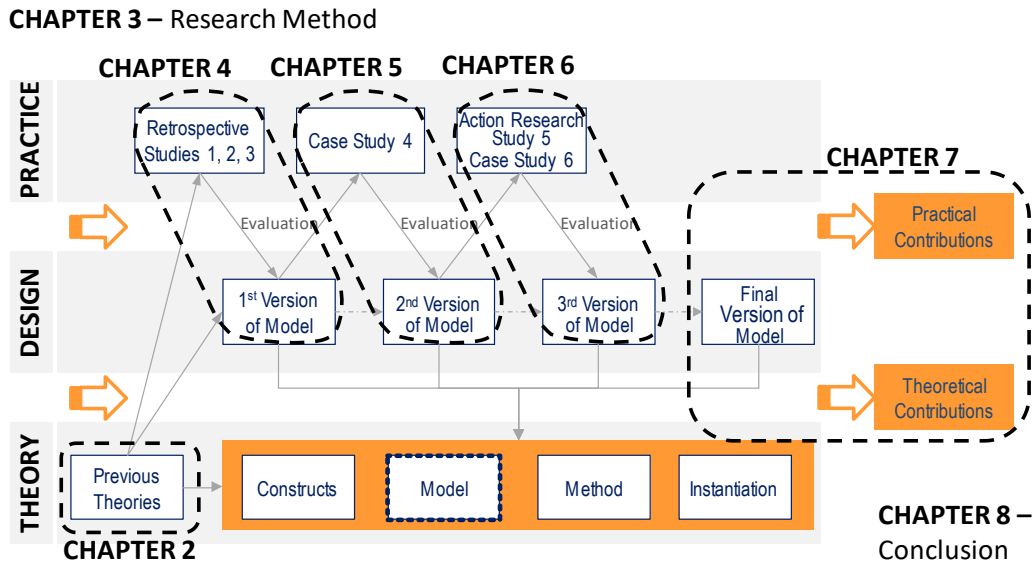 CHAPTER 3 – Research Method
CHAPTER 4
CHAPTER 5
CHAPTER 6
PRACTICE
Retrospective
Studies 1, 2, 3
Case Study 4
Action Research
Study 5
Case Study 6
CHAPTER 7
Practical
Contributions
Evaluation
Evaluation
Evaluation
DESIGN
1st Version
of Model
2nd Version
of Model
3rd Version
of Model
Final
Version of
Model
Theoretical
Contributions
THEORY
Previous
Theories
Constructs
Model
Method
Instantiation
CHAPTER 2
CHAPTER 8 –
Conclusion